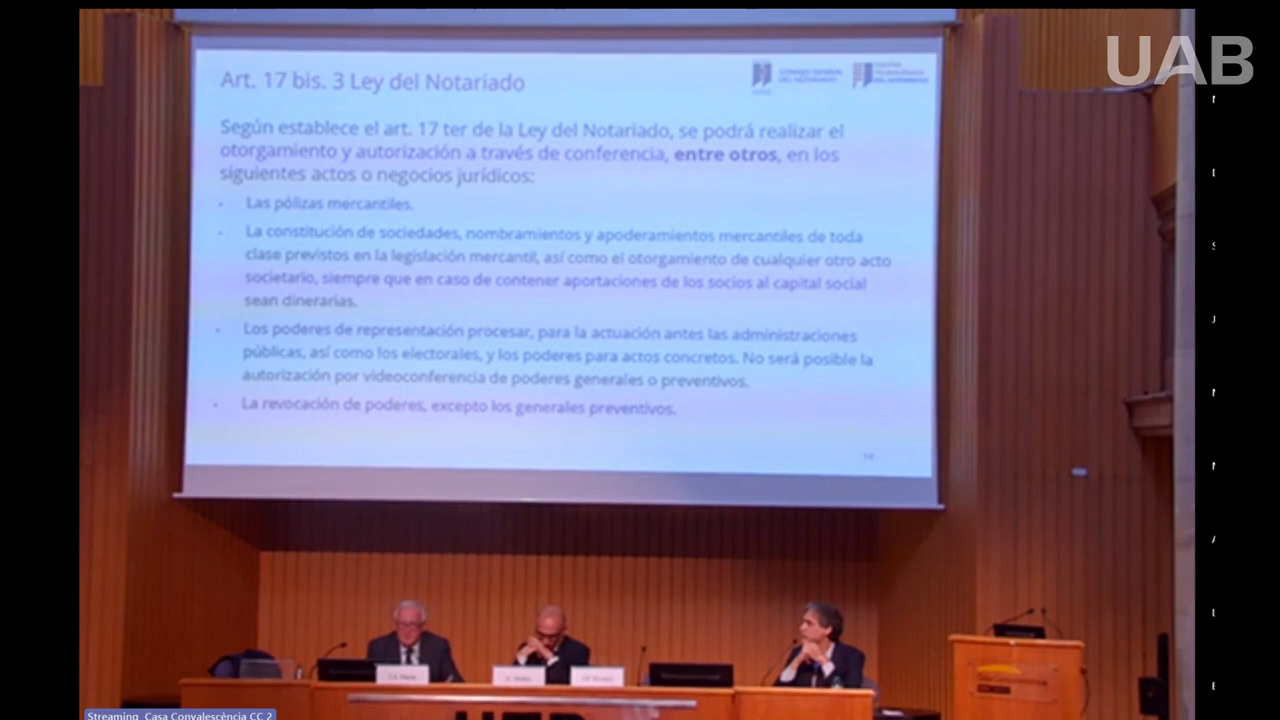 UAB
Art. 17 bis. 3 Ley del Notariado
CONSEJO GENERAL
DEL NOTARIADO
Según establece el art. 17 ter de la Ley del Notariado, se podrá realizar el
otorgamiento y autorización a través de conferencia, entre otros, en los
siguientes actos o negocios jurídicos:
Las pólizas mercantiles.
La constitución de sociedades, nombramientos y apoderamientos mercantiles de toda
clase previstos en la legislación mercantil, así como el otorgamiento de cualquier otro acto
societario, siempre que en caso de contener aportaciones de los socios al capital social
sean dinerarias.
Los poderes de representación procesar, para la actuación antes las administraciones
públicas, así como los electorales, y los poderes para actos concretos. No será posible la
autorización por videoconferencia de poderes generales o preventivos.
La revocación de poderes, excepto los generales preventivos.
Streaming_Casa Convalescència CC 2